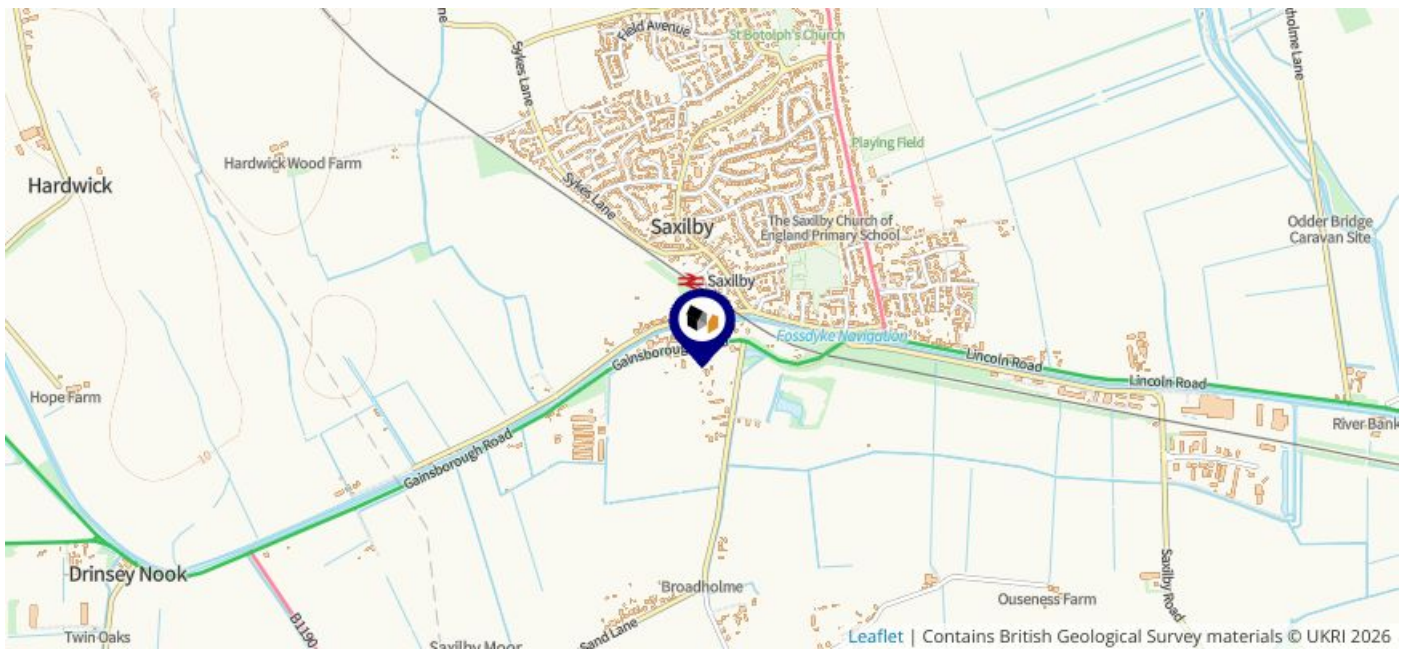 Field Avenue
St Botolph's Church
Sykes Lane
Hardwick Wood Farm
Playing Field
Hardwick
10
Sykes Lane
10
Saxilby
The Saxilby Church of
England Primary School
Odder Bridge
Caravan Site
Saxilby
Fossdyke Navigation
Gainsborough
Lincoln Road
Lincoln Road
Hope Farm
River Bank
Gainsborough Road
10
Drinsey Nook
Saxilby Road
Broadholme
Ouseness Farm
B1190
Twin Oaks
Sand Lane
Saxilby Moor
Leaflet | Contains British Geological Survey materials © UKRI 2026